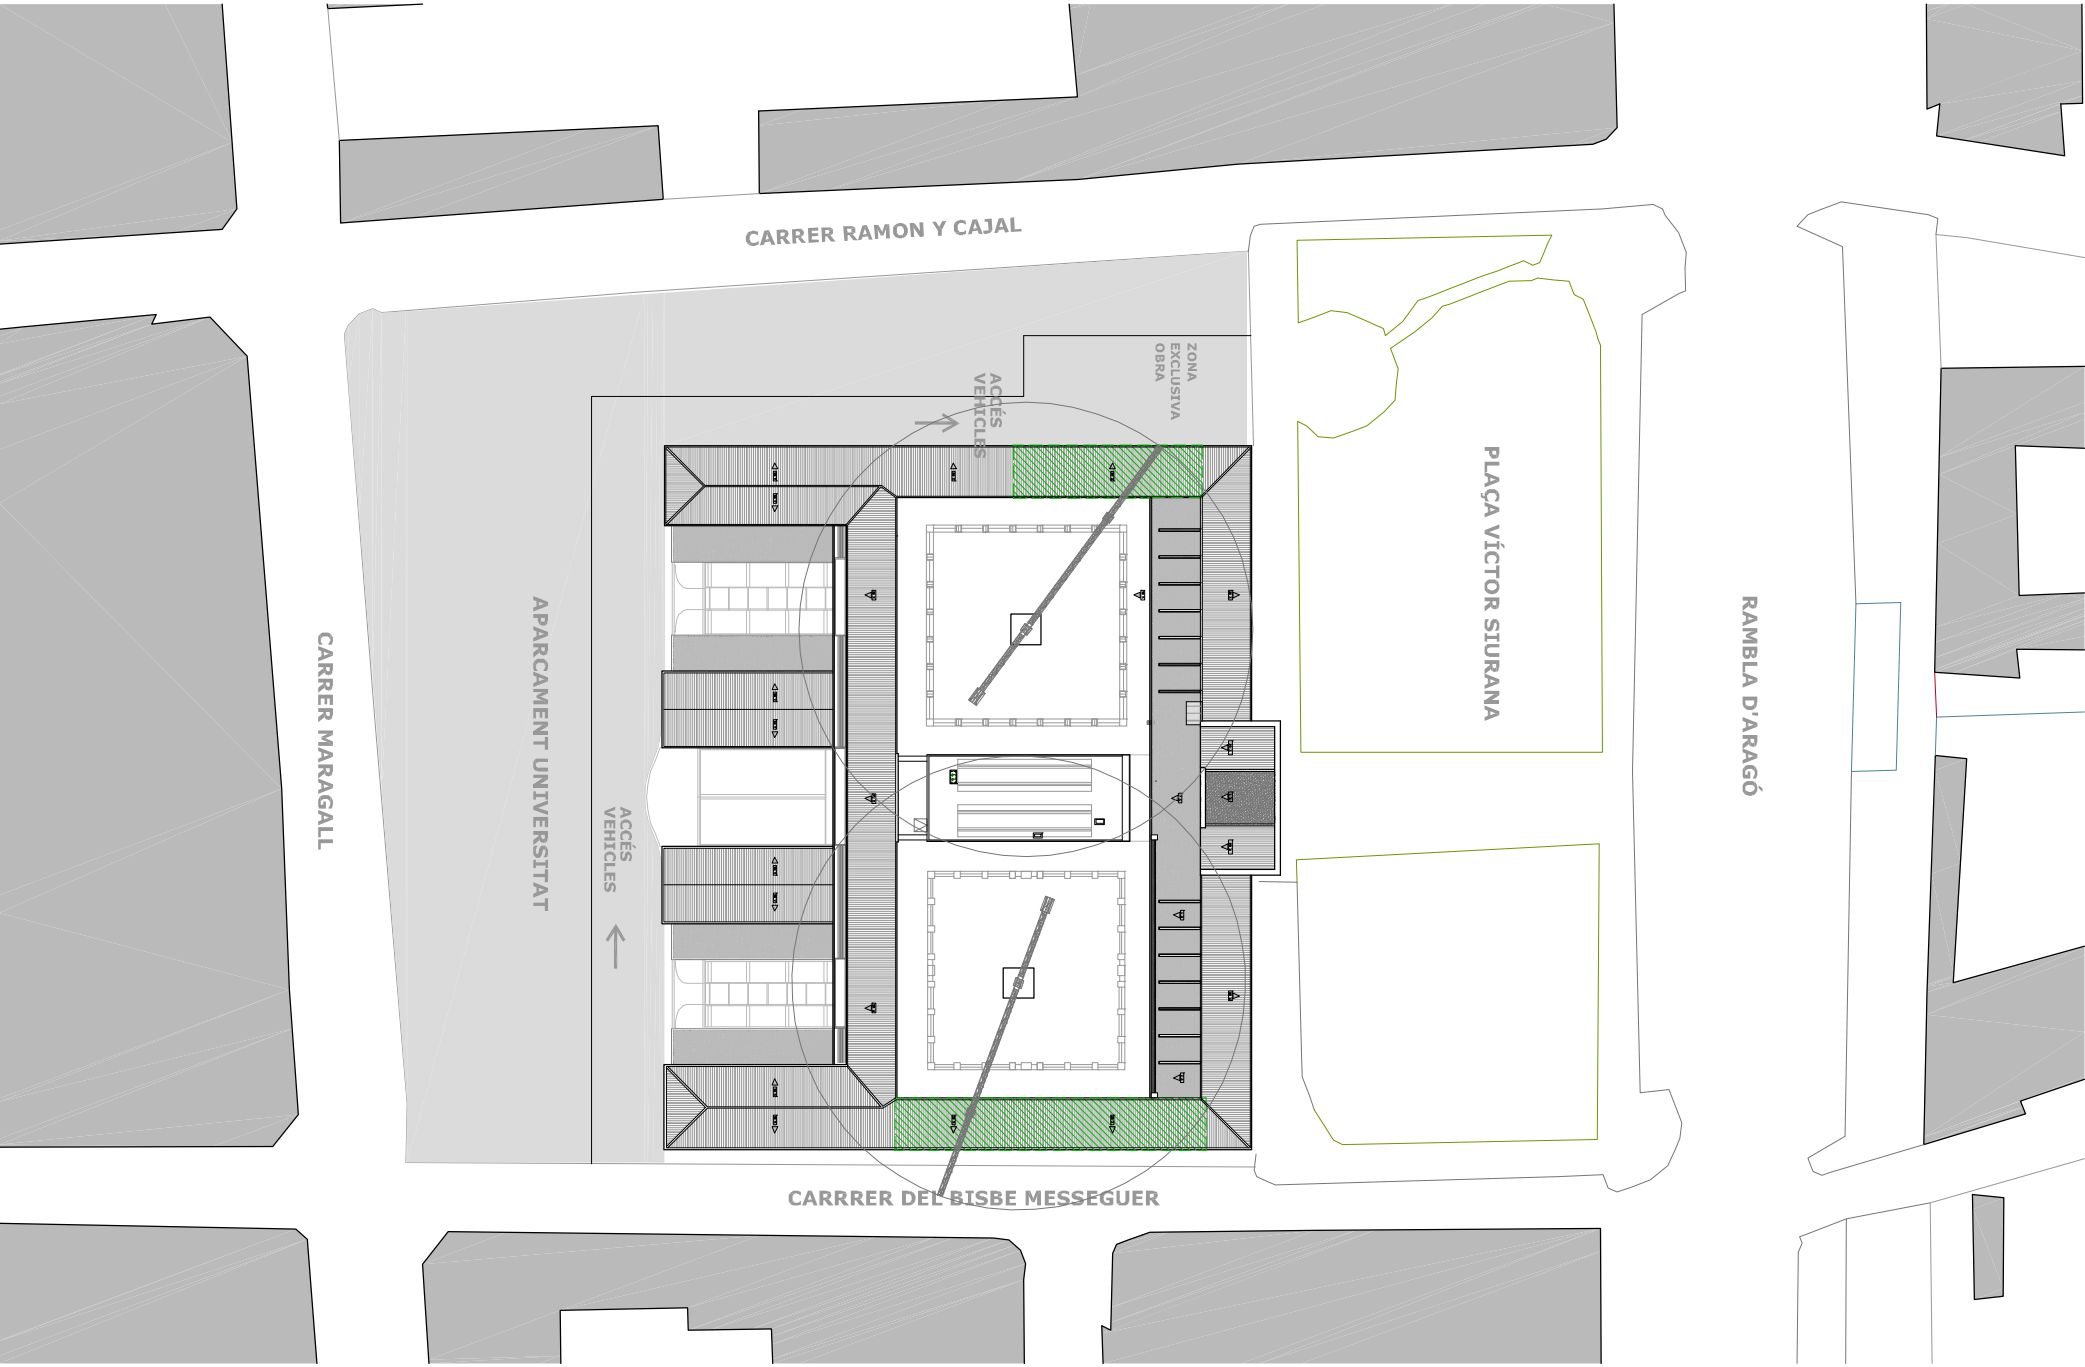 CARRER RAMON Y CAJAL
ZONA
EXCLUSIVA
OBRA
ACCÉS
VEHICLES
PLAÇA VÍCTOR SIURANA
RAMBLA D'ARAGÓ
APARCAMENT UNIVERSITAT
CARRER MARAGALL
ACCÉS
VEHICLES
CARRRER DEL BISBE MESSEGUER